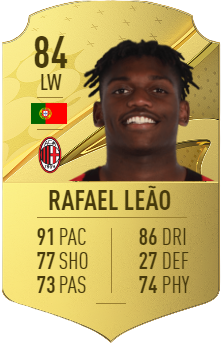 84
LW
RAFAEL LEÃO
91 PAC 86 DRI
77 SHO 27 DEF
73 PAS 74 PHY